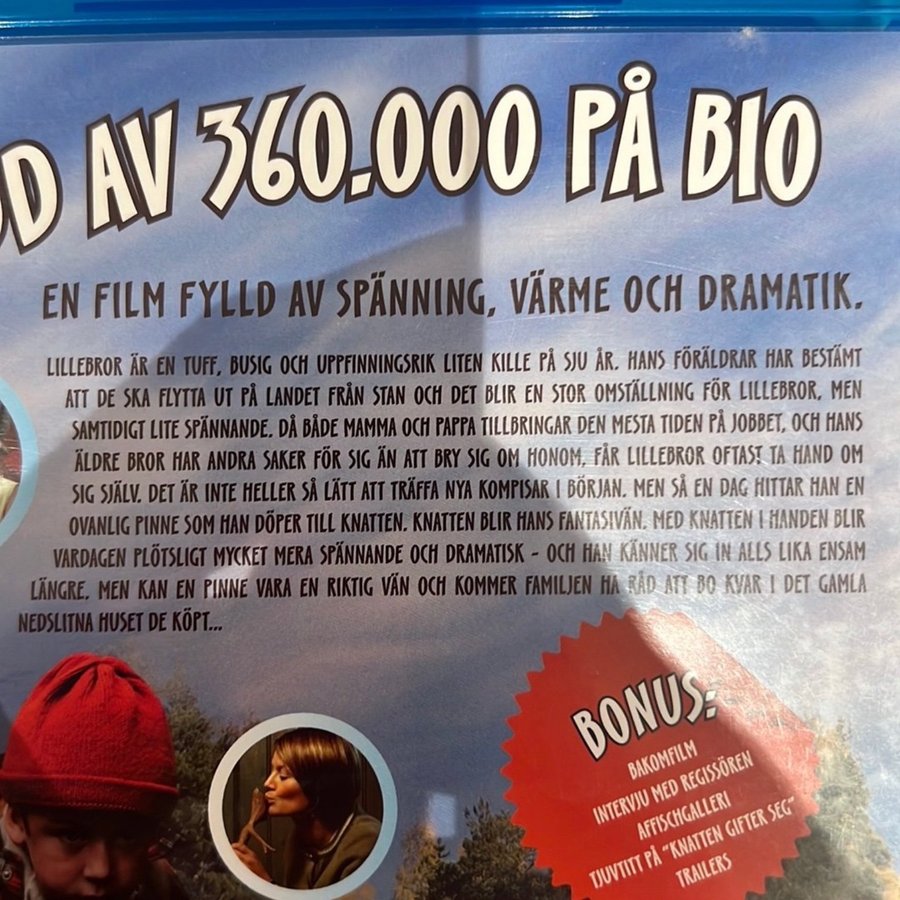 D AV 360.000 PÅ BIO
EN FILM FYLLD AV SPÄNNING, VÄRME OCH DRAMATIK.
LILLEBROR ÄR EN TUFF, BUSIG OCH UPPFINNINGSRIK LITEN KILLE PÅ SJU ÅR. HANS FÖRÄLDRAR HAR BESTÄMT
ATT DE SKA FLYTTA UT PÅ LANDET FRÅN STAN OCH DET BLIR EN STOR OMSTÄLLNING FÖR LILLEBROR, MEN
SAMTIDIGT LITE SPÄNNANDE. DÅ BÅDE MAMMA OCH PAPPA TILLBRINGAR DEN MESTA TIDEN PÅ JOBBET, OCH HANS
ÄLDRE BROR HAR ANDRA SAKER FÖR SIG ÄN ATT BRY SIG OM HONOM, FÅR LILLEBROR OFTAST TA HAND OM
SIG SJÄLV. DET ÄR INTE HELLER SÅ LÄTT ATT TRÄFFA NYA KOMPISAR I BÖRJAN. MEN SÅ EN DAG HITTAR HAN EN
OVANLIG PINNE SOM HAN DÖPER TILL KNATTEN. KNATTEN BLIR HANS FANTASIVÄN. MED KNATTEN I HANDEN BLIR
VARDAGEN PLÖTSLIGT MYCKET MERA SPÄNNANDE OCH DRAMATISK - OCH HAN KÄNNER SIG IN ALLS LIKA ENSAM
LÄNGRE. MEN KAN EN PINNE VARA EN RIKTIG VÄN OCH KOMMER FAMILJEN HA RÅD ATT BO KVAR I DET GAMLA
NEDSLITNA HUSET DE KÖPT...
BONUS:
BAKOMFILM
INTERVJU MED REGISSÖREN
AFFISCHGALLERI
TJUVTITT PÅ "KNATTEN GIFTER SEG"
TRAILERS